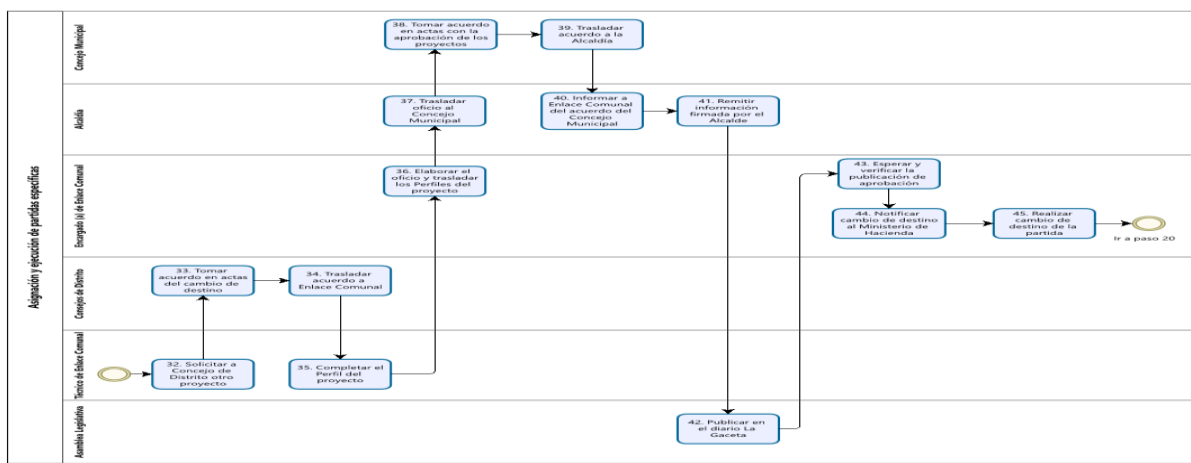 Asignación y ejecución de partidas específicas
Concejo Municipal
38. Tomar acuerdo
en actas con la
aprobación de los
proyectos
39. Trasladar
acuerdo a la
Alcaldía
Alcaldía
37. Trasladar
oficio al
Concejo
Municipal
40. Informar a
Enlace Comunal
del acuerdo del
Concejo
Municipal
41. Remitir
información
firmada por el
Alcalde
Encargado (a) de Enlace Comunal
36. Elaborar el
oficio y trasladar
los Perfiles del
proyecto
43. Esperar y
verificar la
publicación de
aprobación
44. Notificar
cambio de destino
al Ministerio de
Hacienda
45. Realizar
cambio de
destino de la
partida
Ir a paso 20
Consejos de Distrito
33. Tomar
acuerdo en actas
del cambio de
destino
34. Trasladar
acuerdo a
Enlace Comunal
Técnico de Enlace Comunal
32. Solicitar a
Concejo de
Distrito otro
proyecto
35. Completar el
Perfil del
proyecto
Asamblea Legislativa
42. Publicar en
el diario La
Gaceta